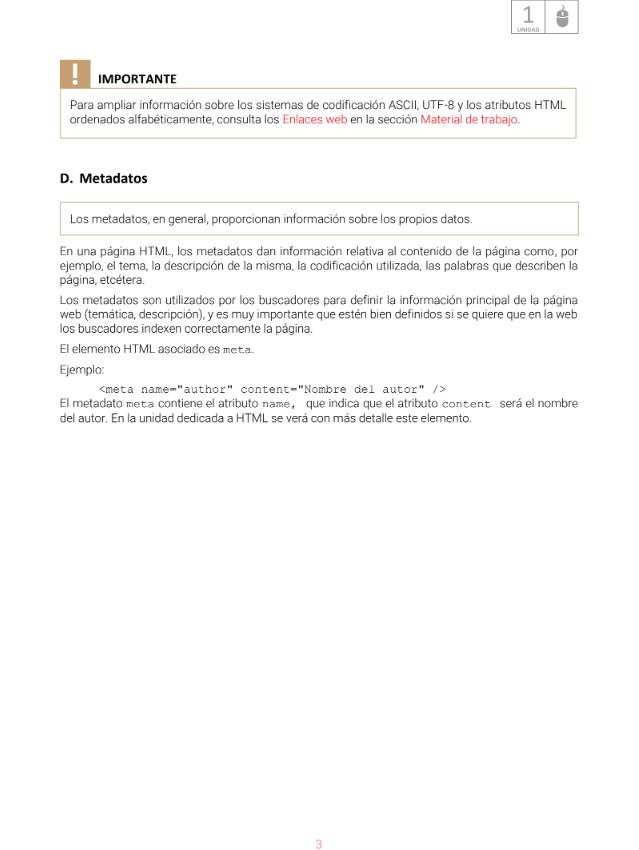 1
UNIDAD
!
IMPORTANTE
Para ampliar información sobre los sistemas de codificación ASCII, UTF-8 y los atributos HTML
ordenados alfabéticamente, consulta los Enlaces web en la sección Material de trabajo.
D. Metadatos
Los metadatos, en general, proporcionan información sobre los propios datos.
En una página HTML, los metadatos dan información relativa al contenido de la página como, por
ejemplo, el tema, la descripción de la misma, la codificación utilizada, las palabras que describen la
página, etcétera.
Los metadatos son utilizados por los buscadores para definir la información principal de la página
web (temática, descripción), y es muy importante que estén bien definidos si se quiere que en la web
los buscadores indexen correctamente la página.
El elemento HTML asociado es meta.
Ejemplo:
<meta name="author" content="Nombre del autor" />
El metadato meta contiene el atributo name, que indica que el atributo content será el nombre
del autor. En la unidad dedicada a HTML se verá con más detalle este elemento.
3